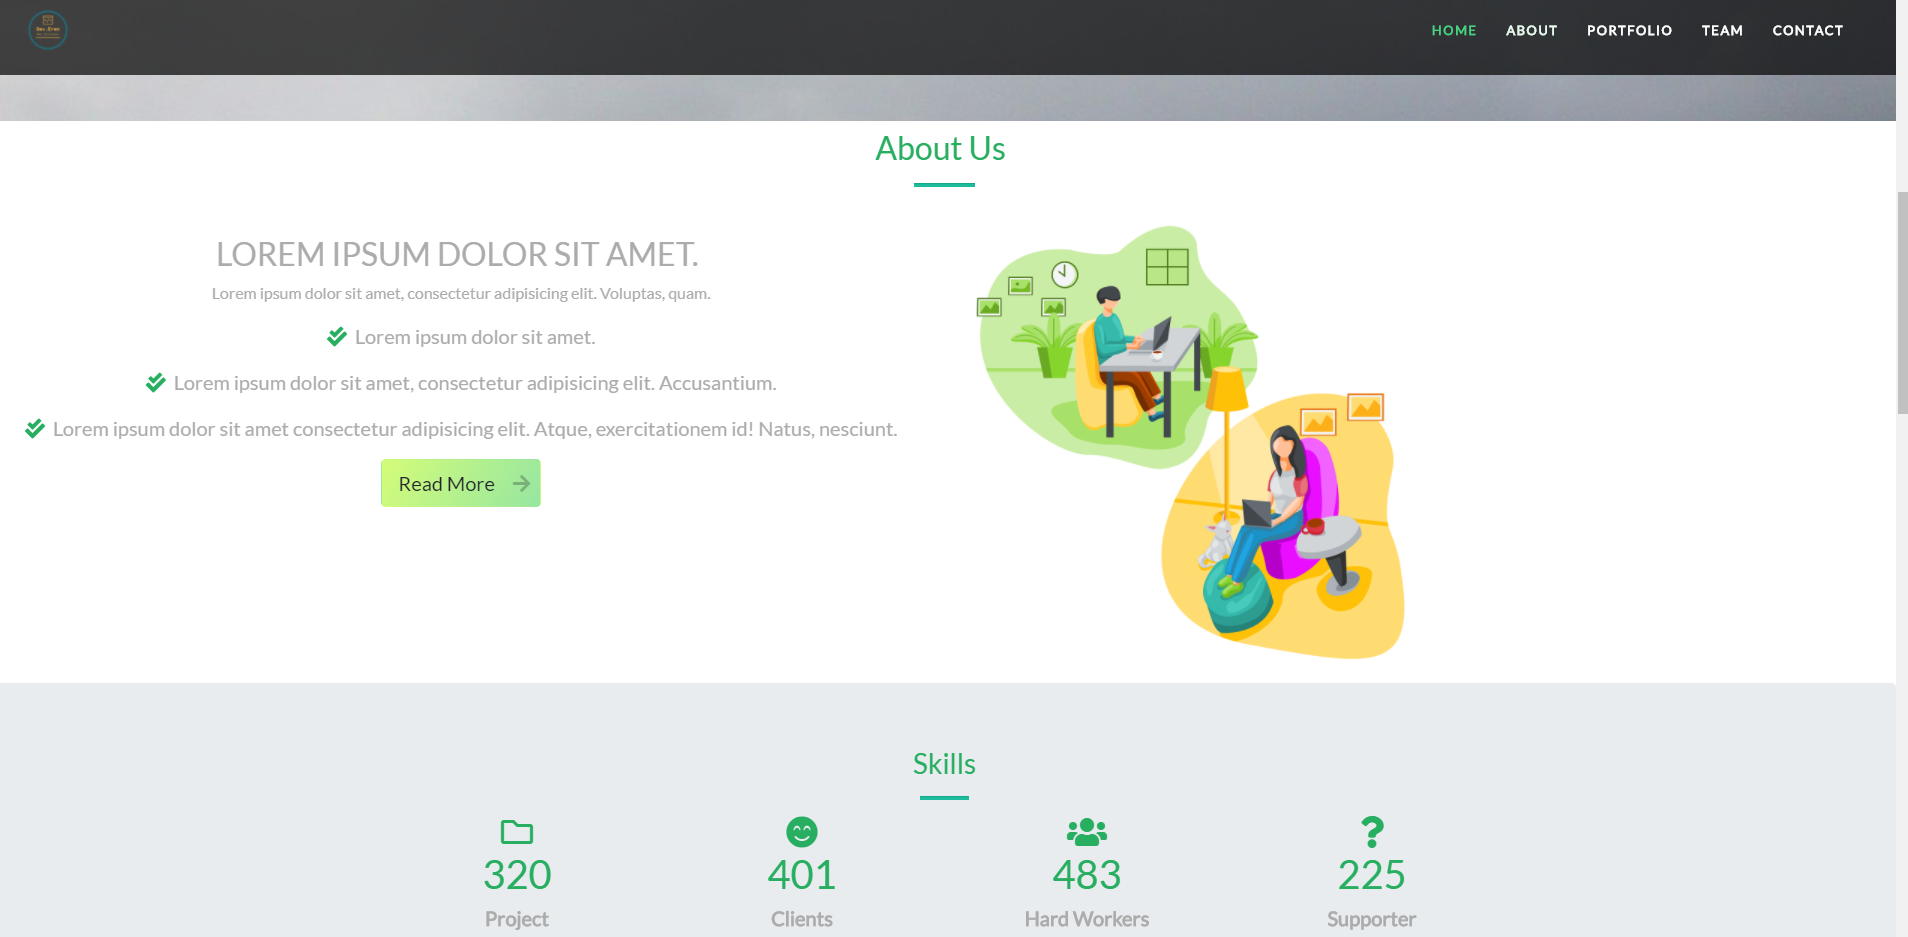 HOME ABOUT PORTFOLIO TEAM CONTACT
About Us
LOREM IPSUM DOLOR SIT AMET.
Lorem ipsum dolor sit amet, consectetur adipisicing elit. Voluptas, quam.
Lorem ipsum dolor sit amet.
Lorem ipsum dolor sit amet, consectetur adipisicing elit. Accusantium.
Lorem ipsum dolor sit amet consectetur adipisicing elit. Atque, exercitationem id! Natus, nesciunt.
Read More
Skills
320 401 483 225
Project Clients Hard Workers Supporter